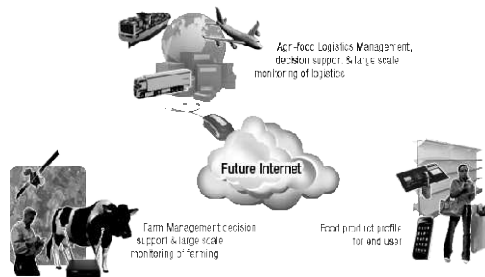 Agri-food Logistics Management,
decision support & large scale
monitoring of logistics
Future Internet
Farm Management decision
support & large scale
monitoring of farming
Food product profile
for end user